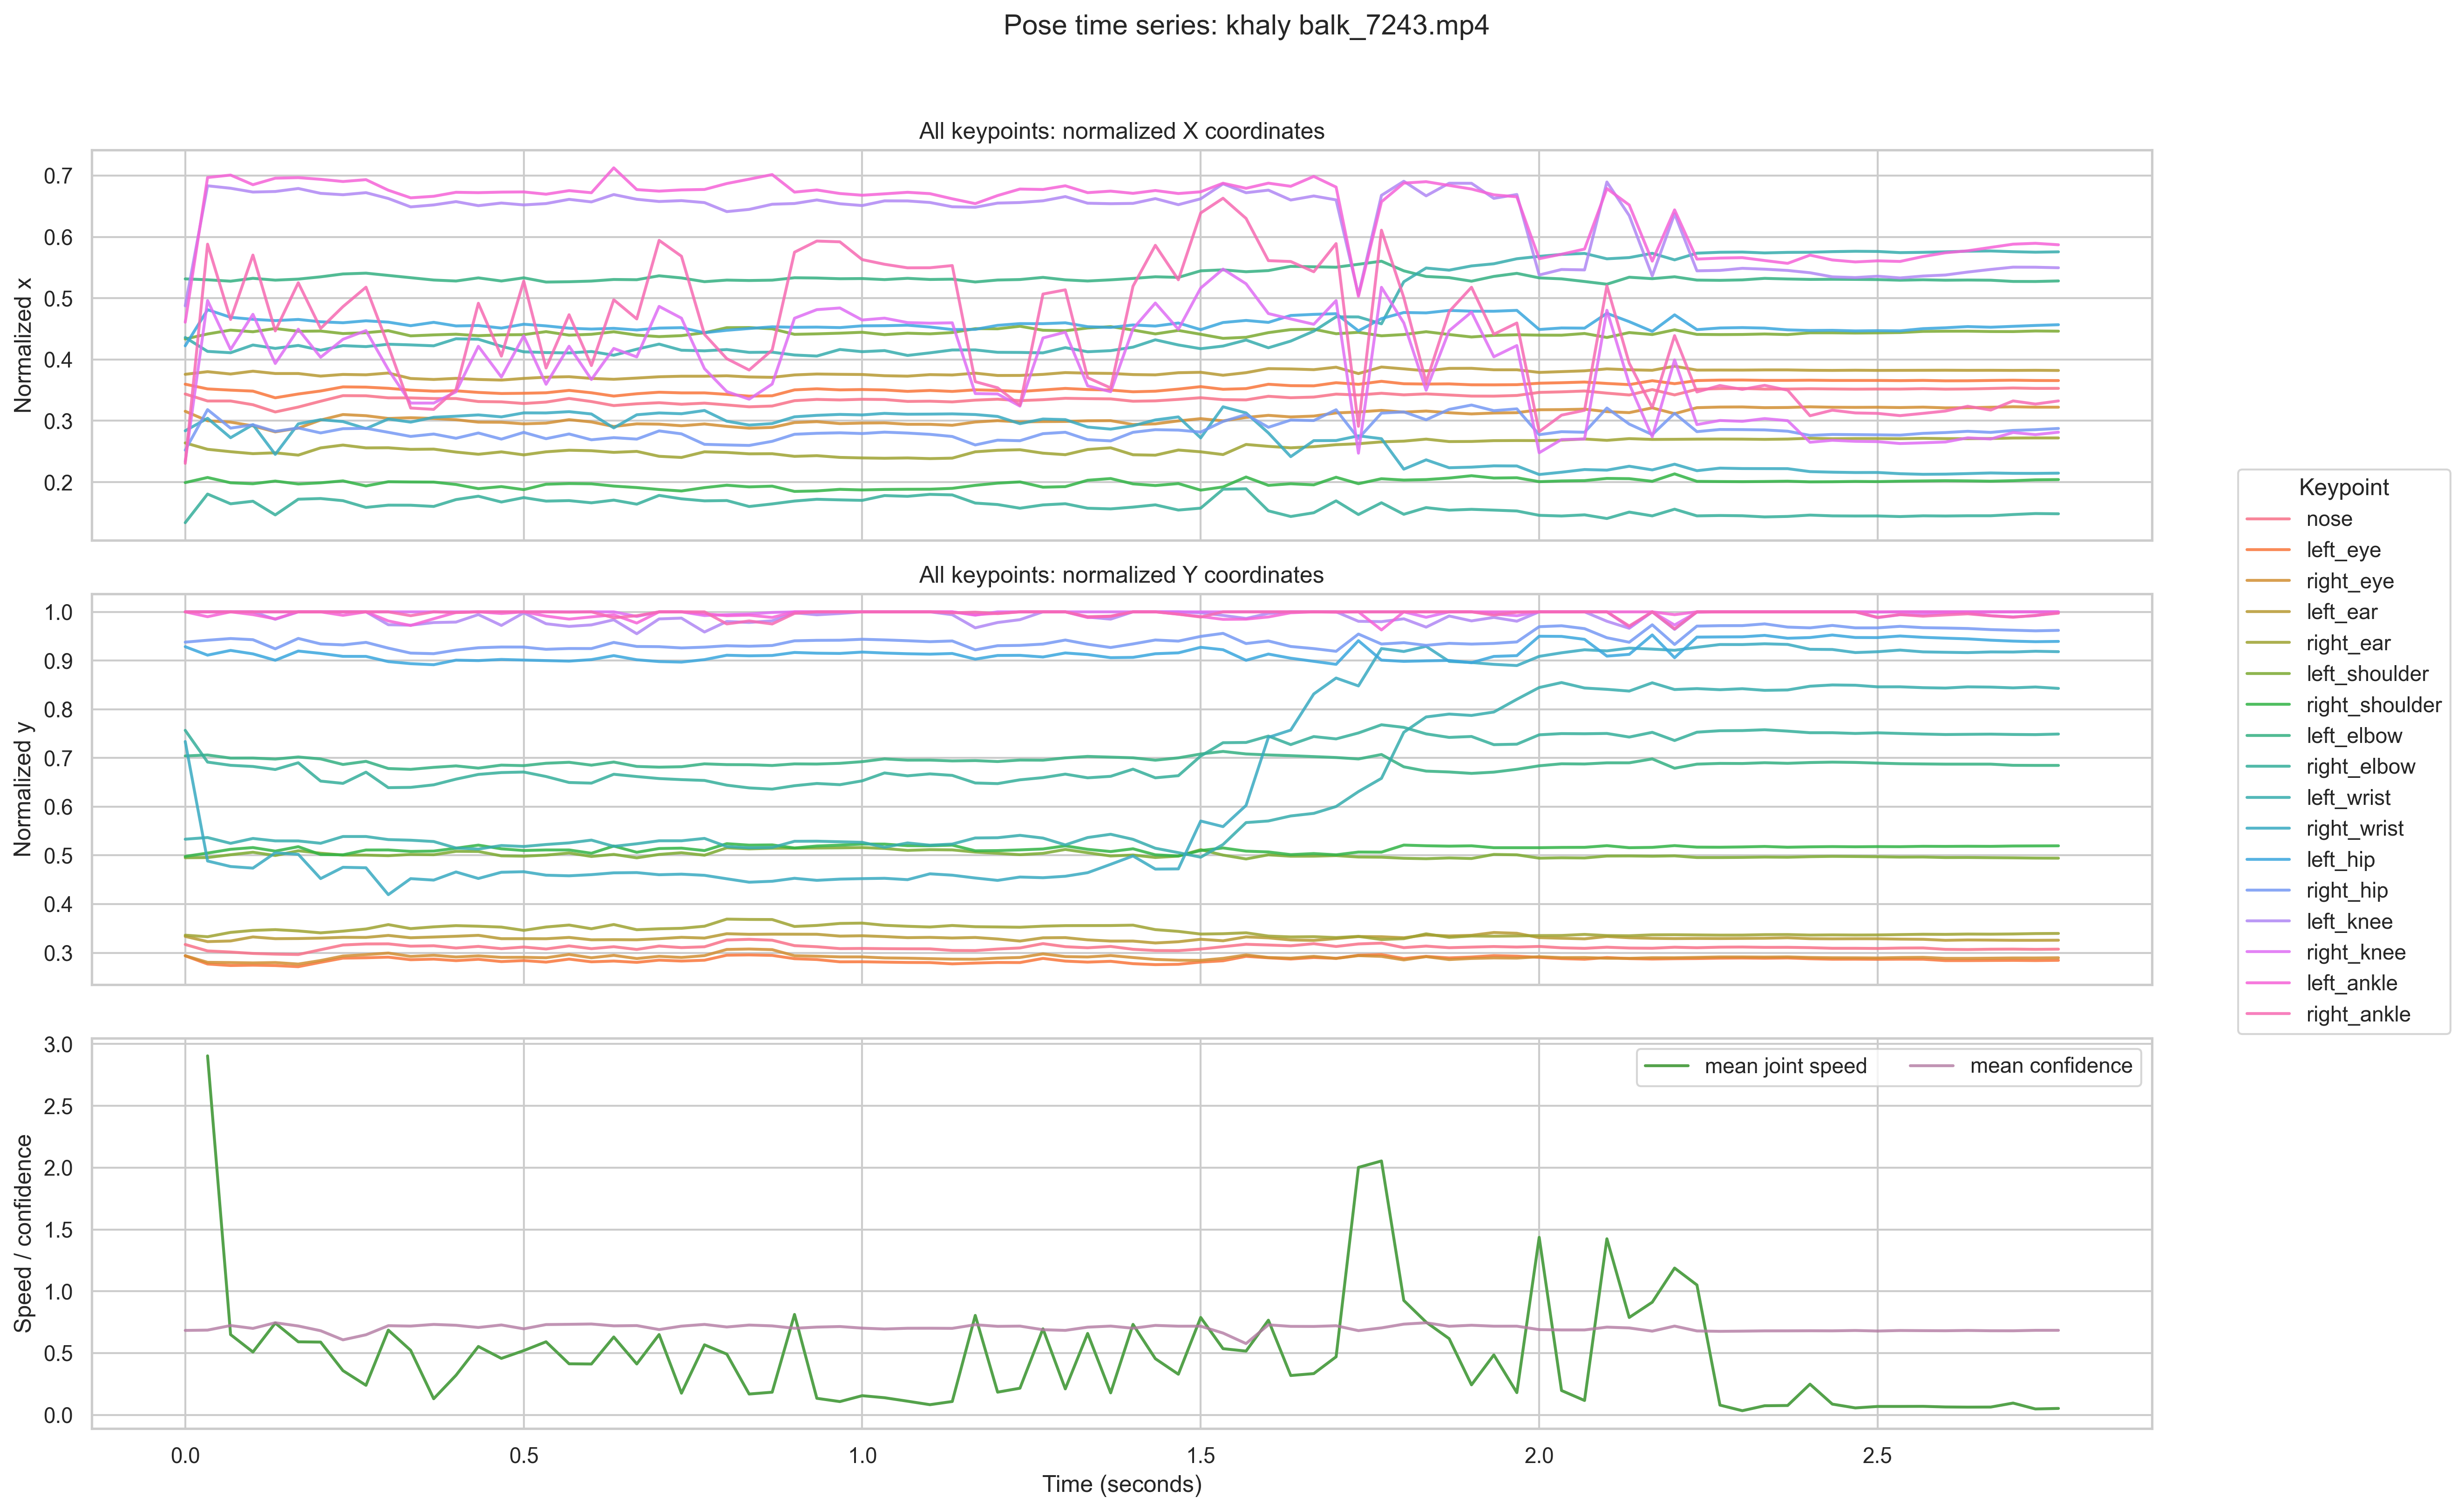 Pose time series: khaly balk_7243.mp4
All keypoints: normalized X coordinates
Normalized x
0.7
0.6
0.5
0.4
0.3
0.2
All keypoints: normalized Y coordinates
Normalized y
1.0
0.9
0.8
0.7
0.6
0.5
0.4
0.3
Keypoint
nose
left_eye
right_eye
left_ear
right_ear
left_shoulder
right_shoulder
left_elbow
right_elbow
left_wrist
right_wrist
left_hip
right_hip
left_knee
right_knee
left_ankle
right_ankle
Speed / confidence
3.0
2.5
2.0
1.5
1.0
0.5
0.0
mean joint speed mean confidence
0.0 0.5 1.0 1.5 2.0 2.5
Time (seconds)